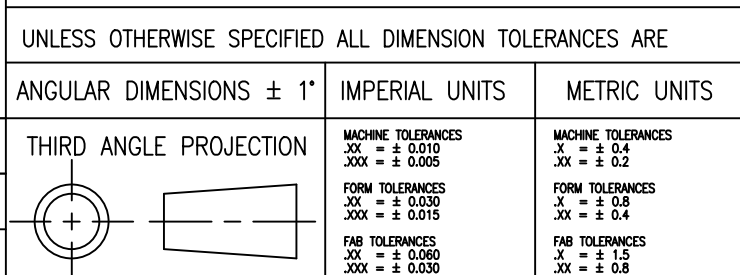 UNLESS OTHERWISE SPECIFIED ALL DIMENSION TOLERANCES ARE
ANGULAR DIMENSIONS ± 1°
THIRD ANGLE PROJECTION
IMPERIAL UNITS
MACHINE TOLERANCES
.XX = ± 0.010
.XXX = ± 0.005
FORM TOLERANCES
.XX = ± 0.030
.XXX = ± 0.015
FAB TOLERANCES
.XX = ± 0.060
.XXX = ± 0.030
METRIC UNITS
MACHINE TOLERANCES
.X = ± 0.4
.XX = ± 0.2
FORM TOLERANCES
.X = ± 0.8
.XX = ± 0.4
FAB TOLERANCES
.X = ± 1.5
.XX = ± 0.8